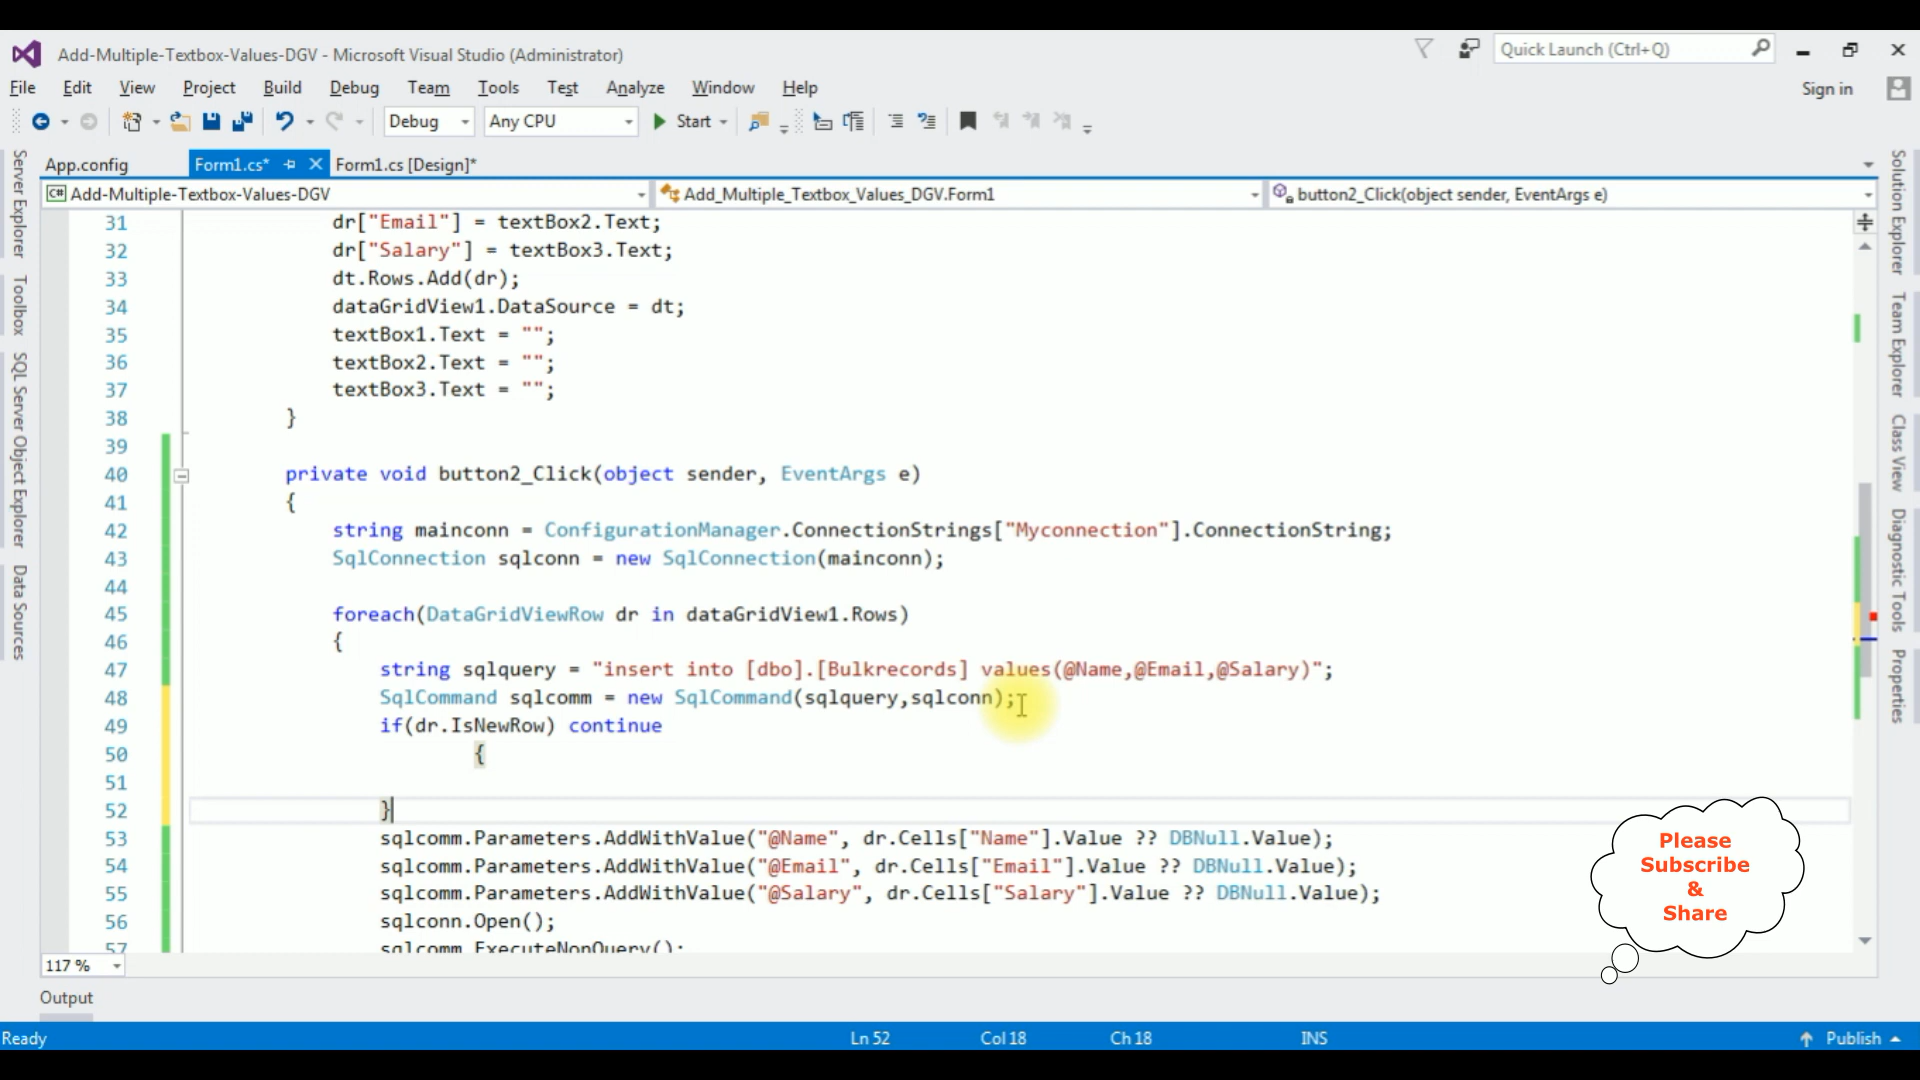 Add-Multiple-Textbox-Values-DGV - Microsoft Visual Studio (Administrator)
Quick Launch (Ctrl+Q)
File Edit View Project Build Debug Team Tools Test Analyze Window Help
Sign in
Debug Any CPU Start
App.config Form1.cs* Form1.cs [Design]*
C# Add-Multiple-Textbox-Values-DGV Add_Multiple_Textbox_Values_DGV.Form1 button2_Click(object sender, EventArgs e)
Server Explorer
Toolbox
SQL Server Object Explorer
Data Sources
31 dr["Email"] = textBox2.Text;
32 dr["Salary"] = textBox3.Text;
33 dt.Rows.Add(dr);
34 dataGridView1.DataSource = dt;
35 textBox1.Text = "";
36 textBox2.Text = "";
37 textBox3.Text = "";
38 }
39
40 private void button2_Click(object sender, EventArgs e)
41 {
42 string mainconn = ConfigurationManager.ConnectionStrings["Myconnection"].ConnectionString;
43 SqlConnection sqlconn = new SqlConnection(mainconn);
44
45 foreach(DataGridViewRow dr in dataGridView1.Rows)
46 {
47 string sqlquery = "insert into [dbo].[Bulkrecords] values(@Name,@Email,@Salary)";
48 SqlCommand sqlcomm = new SqlCommand(sqlquery,sqlconn);
49 if(dr.IsNewRow) continue
50 {
51
52 }
53 sqlcomm.Parameters.AddWithValue("@Name", dr.Cells["Name"].Value ?? DBNull.Value);
54 sqlcomm.Parameters.AddWithValue("@Email", dr.Cells["Email"].Value ?? DBNull.Value);
55 sqlcomm.Parameters.AddWithValue("@Salary", dr.Cells["Salary"].Value ?? DBNull.Value);
56 sqlconn.Open();
57 sqlcomm.ExecuteNonQuery();
Solution Explorer
Team Explorer
Class View
Diagnostic Tools
Properties
Please
Subscribe
&
Share
117 %
Output
Ready Ln 52 Col 18 Ch 18 INS Publish